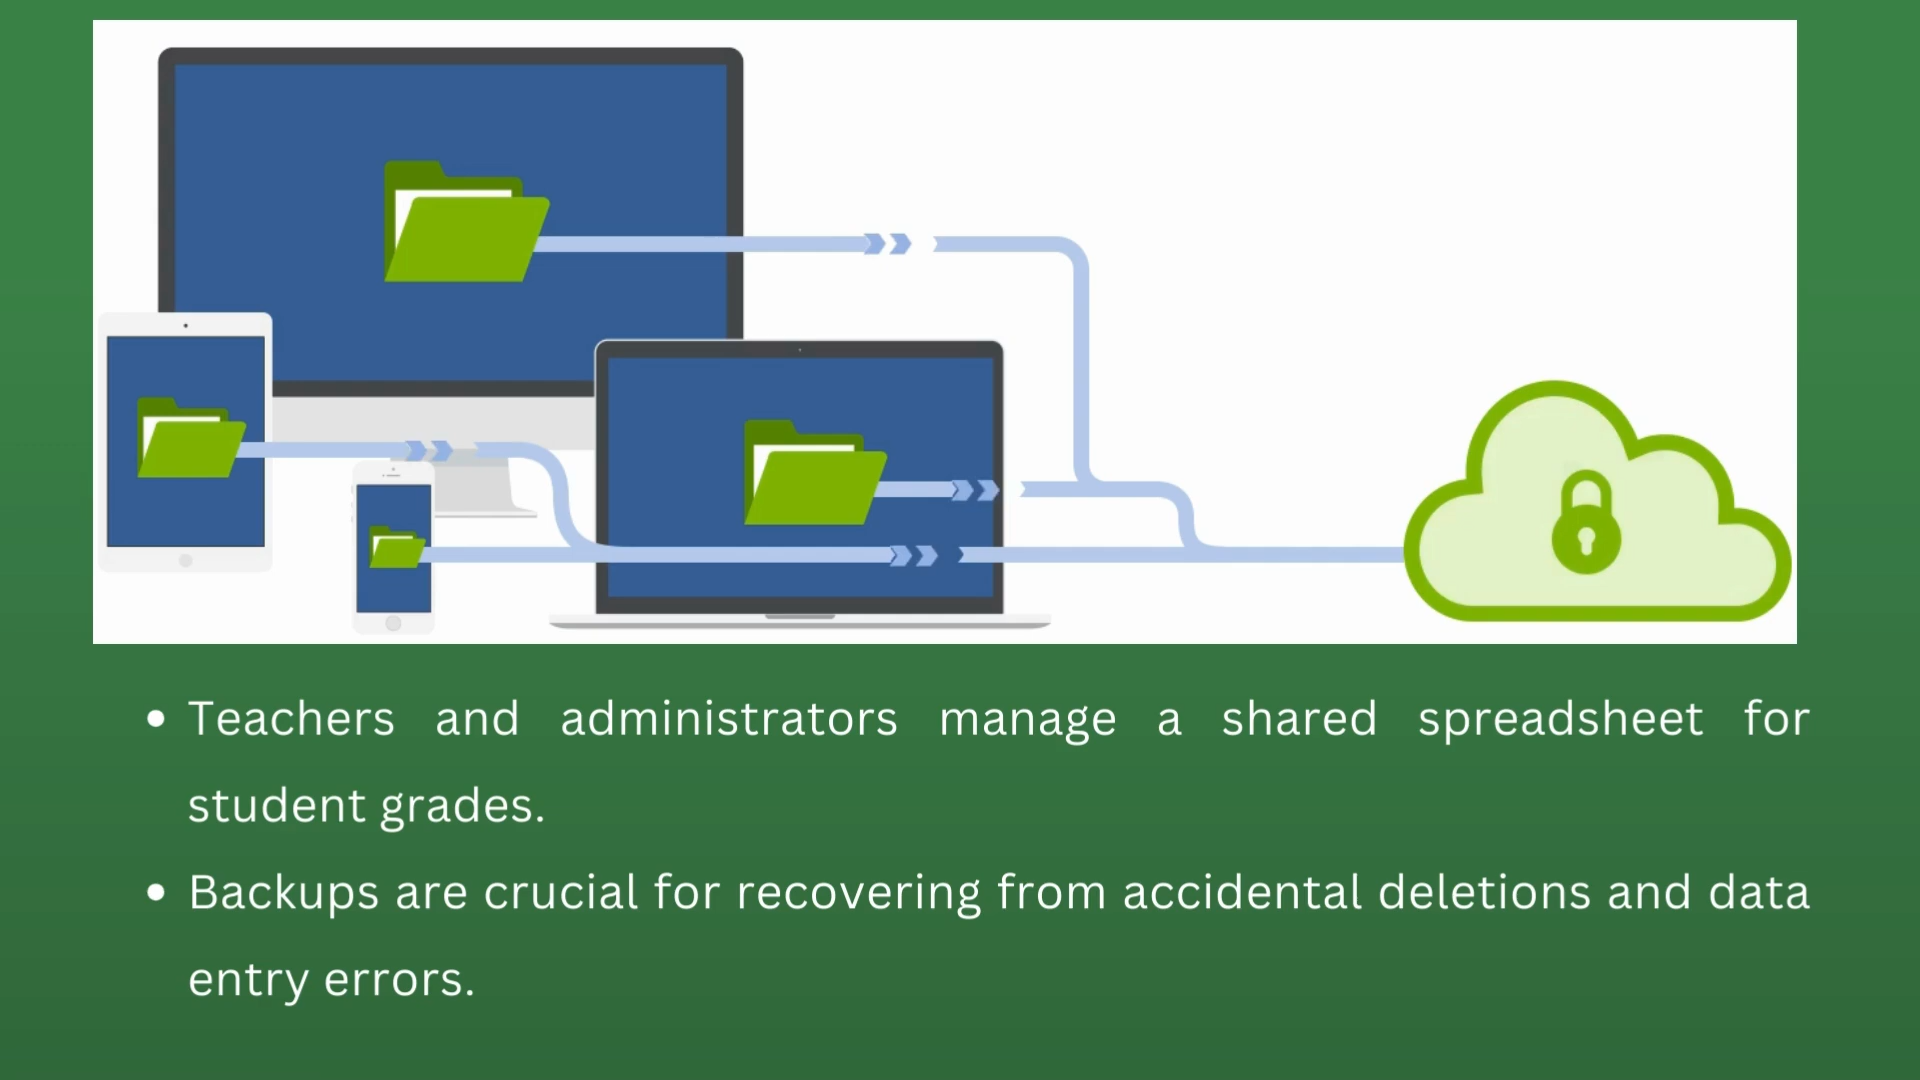 • Teachers and administrators manage a shared spreadsheet for
student grades.
• Backups are crucial for recovering from accidental deletions and data
entry errors.